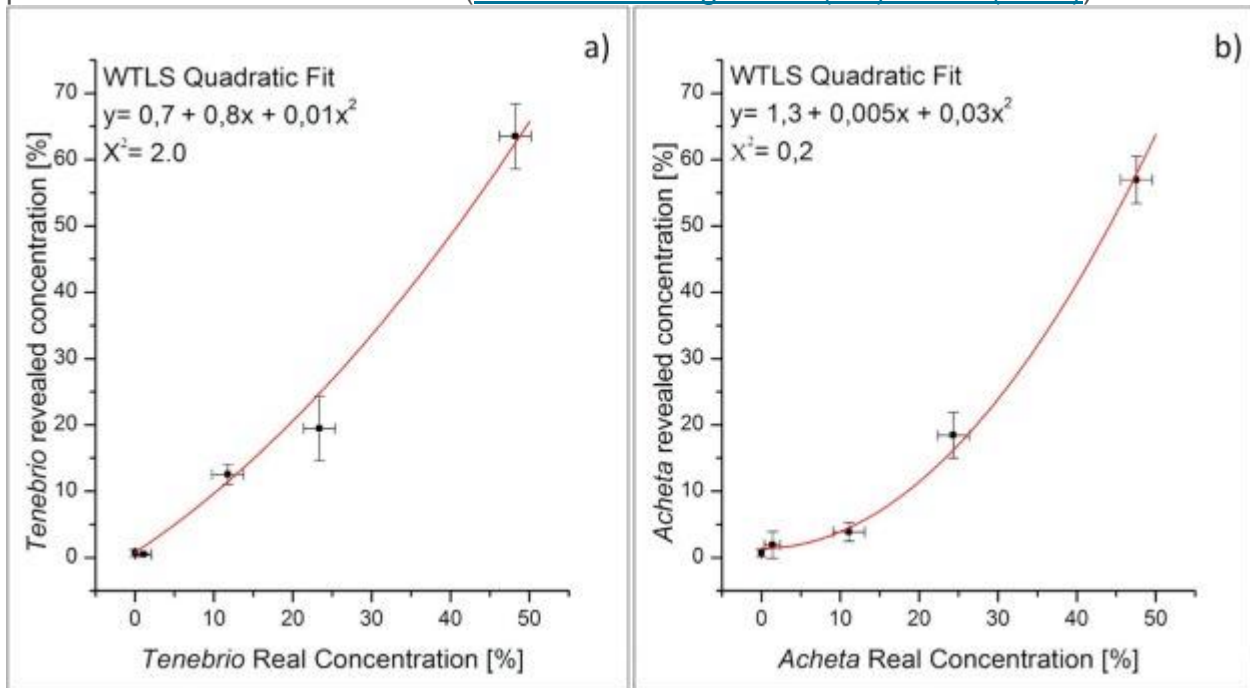 a)
WTLS Quadratic Fit
y= 0,7 + 0,8x + 0,01x²
X²= 2.0
70
60
50
40
30
20
10
0
Tenebrio revealed concentration [%]
0 10 20 30 40 50
Tenebrio Real Concentration [%]
b)
WTLS Quadratic Fit
y= 1,3 + 0,005x + 0,03x²
X²= 0,2
70
60
50
40
30
20
10
0
Acheta revealed concentration [%]
0 10 20 30 40 50
Acheta Real Concentration [%]